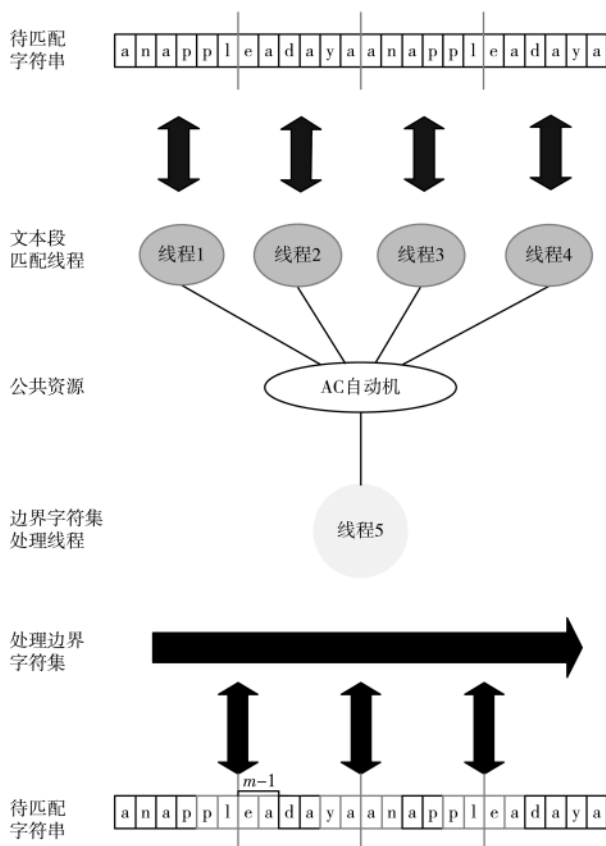 待匹配
字符串
a n a p p l e a d a y a a n a p p l e a d a y a
文本段
匹配线程
线程1 线程2 线程3 线程4
公共资源
AC自动机
边界字符集
处理线程
线程5
处理边界
字符集
m−1
待匹配
字符串
a n a p p l e a d a y a a n a p p l e a d a y a